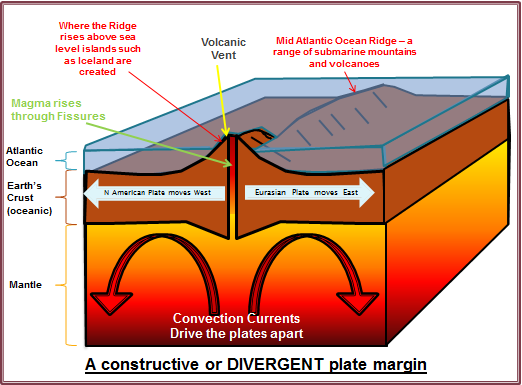 Where the Ridge
rises above sea
level islands such
as Iceland are
created
Volcanic
Vent
Mid Atlantic Ocean Ridge – a
range of submarine mountains
and volcanoes
Magma rises
through Fissures
Atlantic
Ocean
Earth's
Crust
(oceanic)
N American Plate moves West
Eurasian Plate moves East
Mantle
Convection Currents
Drive the plates apart
A constructive or DIVERGENT plate margin